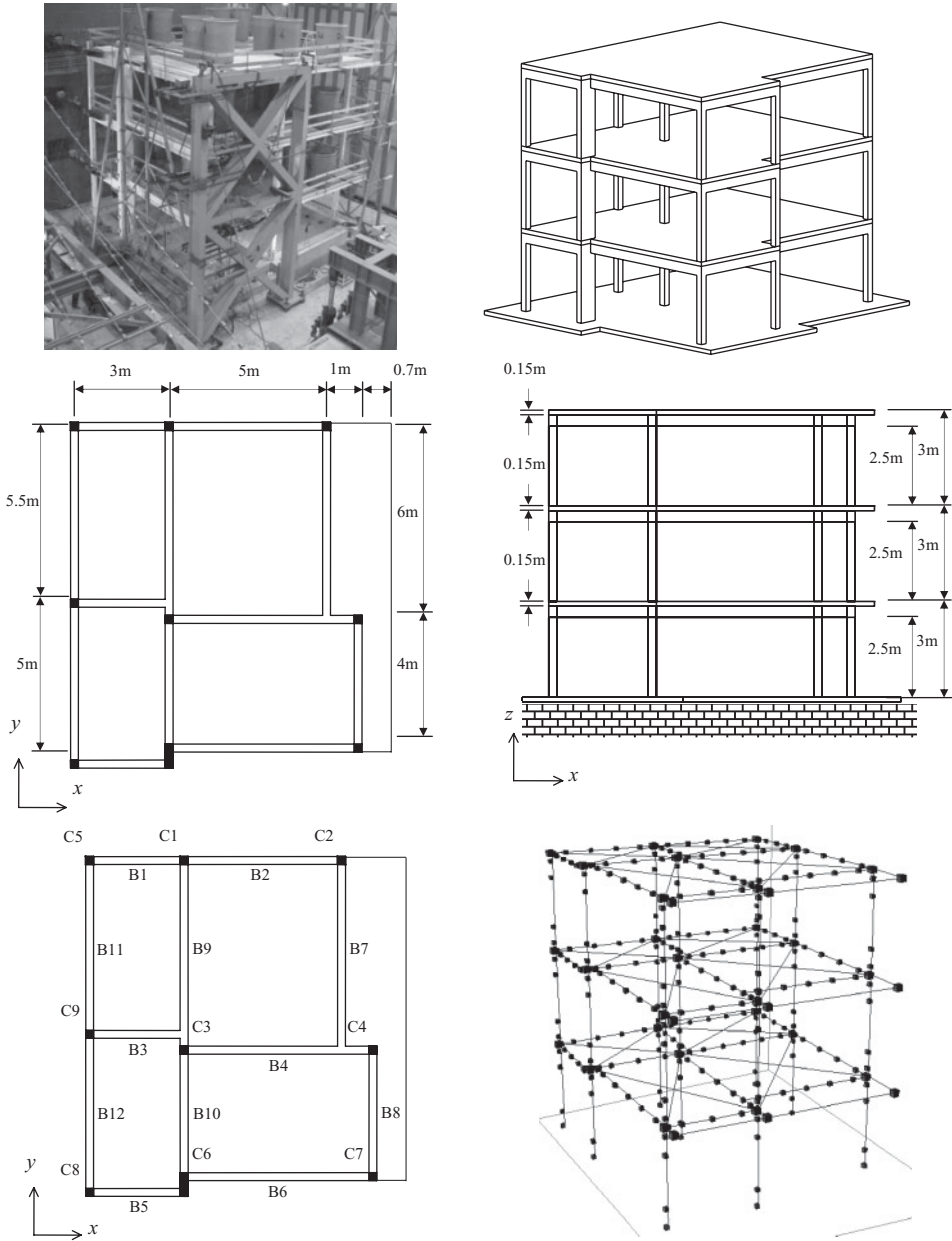 3m 5m 1m 0.7m
5.5m
5m
6m
4m
y
x
0.15m
0.15m
0.15m
2.5m 3m
2.5m 3m
2.5m 3m
z
x
C5 C1 C2
B1 B2
B11 B9 B7
C9 C3 C4
B3 B4
B12 B10 B8
C6 C7
C8
B5 B6
y
x